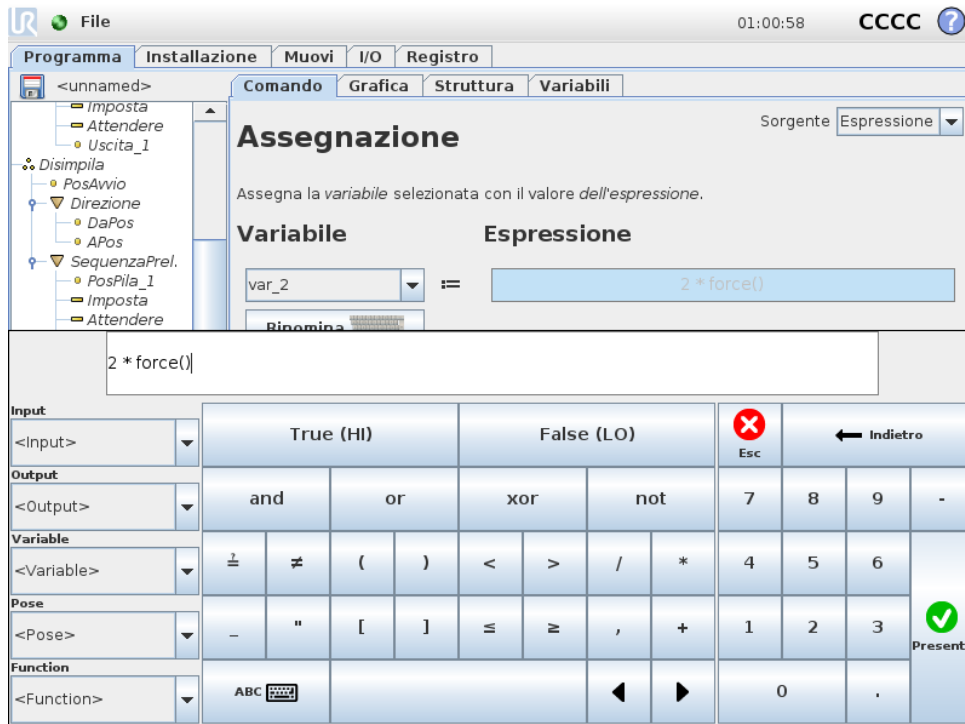 UR File 01:00:58 CCCC ?
Programma Installazione Muovi I/O Registro
<unnamed> Comando Grafica Struttura Variabili
Imposta
Attendere
Uscita_1
Disimpila
PosAvvio
Direzione
DaPos
APos
SequenzaPrel.
PosPila_1
Imposta
Attendere
Assegnazione
Sorgente Espressione
Assegna la variabile selezionata con il valore dell'espressione.
Variabile Espressione
var_2 := 2 * force()
Rinomina
2 * force()
Input
<Input>
Output
<Output>
Variable
<Variable>
Pose
<Pose>
Function
<Function>
True (HI) False (LO) Esc Indietro
and or xor not 7 8 9 -
≟ ≠ ( ) < > / * 4 5 6
_ " [ ] ≤ ≥ , + 1 2 3 Present
ABC 0 .